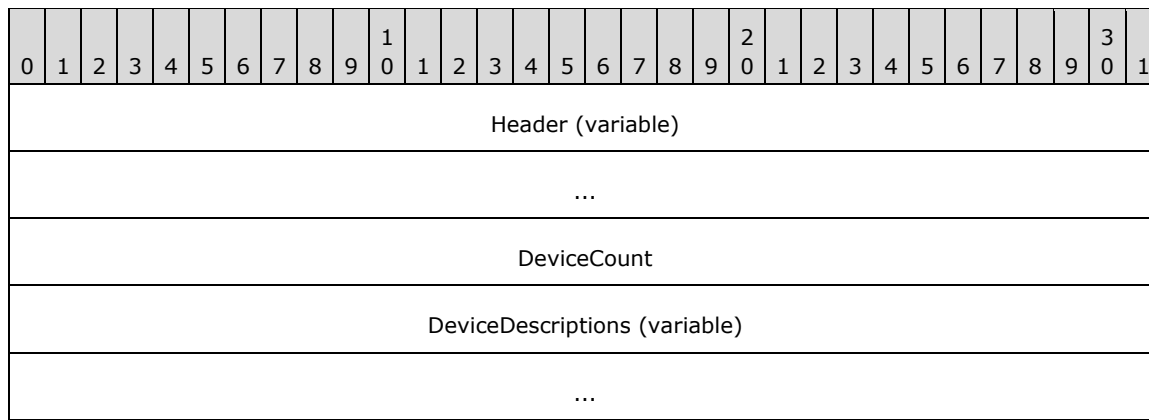 1 2 3
0 1 2 3 4 5 6 7 8 9 0 1 2 3 4 5 6 7 8 9 0 1 2 3 4 5 6 7 8 9 0 1
Header (variable)
...
DeviceCount
DeviceDescriptions (variable)
...